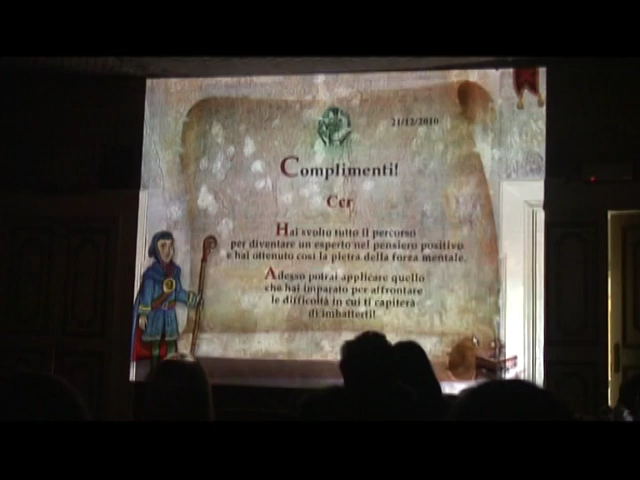 21/12/2010
Complimenti!
Ccr
Hai svolto tutto il percorso
per diventare un esperto nel pensiero positivo
e hai ottenuto così la pietra della forza mentale.
Adesso potrai applicare quello
che hai imparato per affrontare
le difficoltà in cui ti capiterà
di imbatterti!